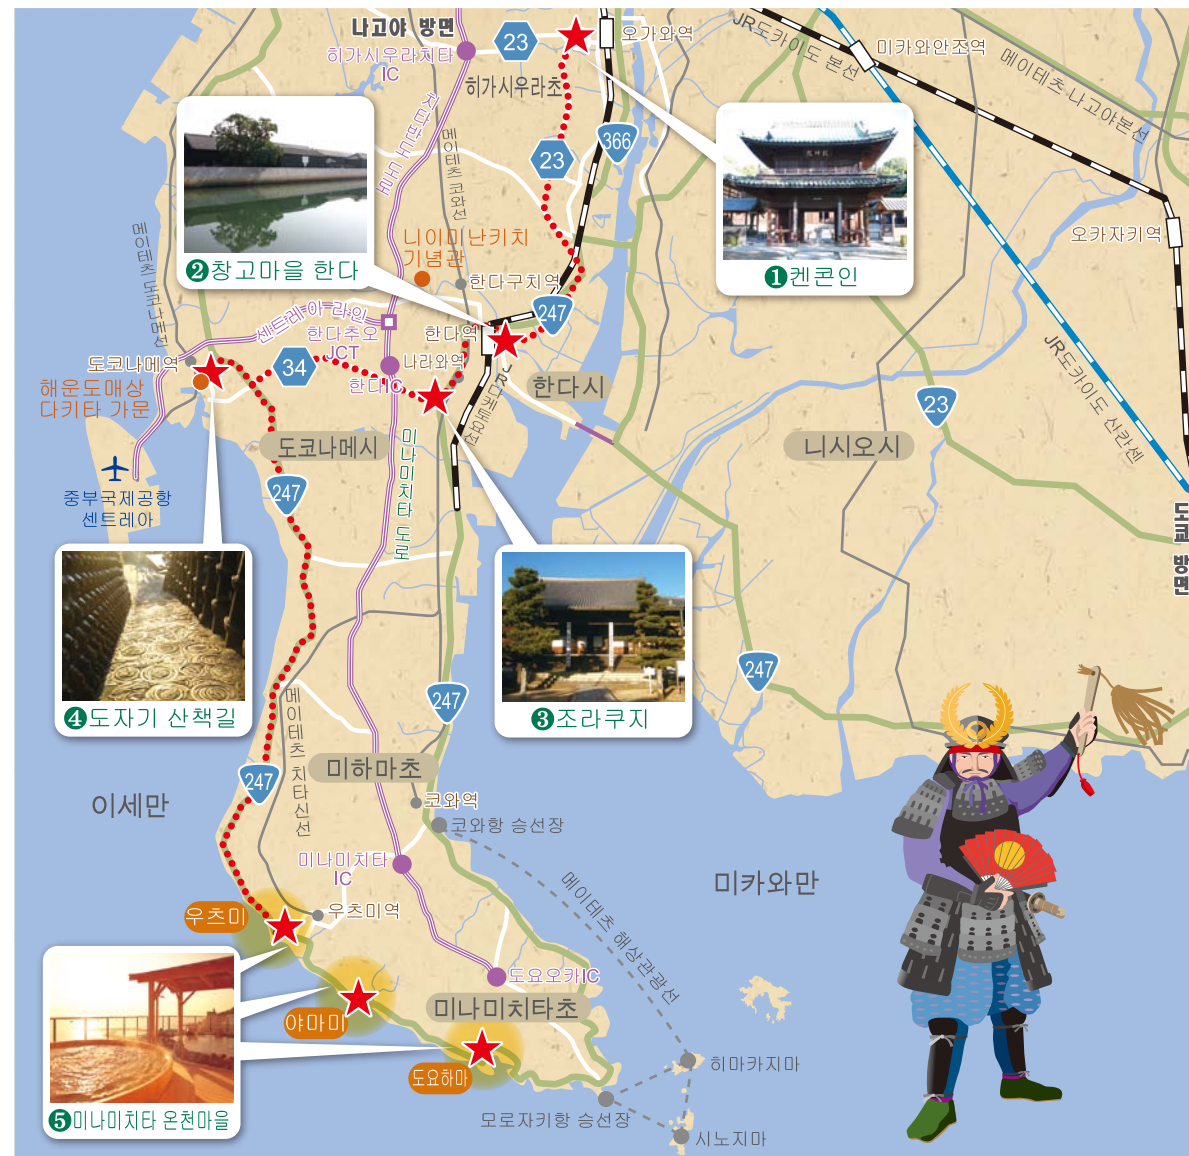 나고야 방면
히가시우라치타
IC
23
오가와역
JR도카이도 본선
미카와안조역
메이테츠 나고야본선
히가시우라초
치타반도 도로
메이테츠 코와선
23
366
❶켄콘인
오카자키역
메이테츠 도코나메선
❷창고마을 한다
니이미난키치
기념관
한다구치역
247
센트레아 라인
한다추오
JCT
한다역
도코나메역
34
나라와역
한다IC
한다시
해운도매상
다키타 가문
JR도카이도 신칸센
23
도코나메시
니시오시
미나미치타 도로
중부국제공항
센트레아
247
도쿄 방면
❹도자기 산책길
❸조라쿠지
247
247
메이테츠 치타신선
미하마초
247
이세만
코와역
코와항 승선장
미나미치타
IC
미카와만
메이테츠 해상관광선
우츠미
우츠미역
도요오카IC
미나미치타초
야마미
도요하마
히마카지마
❺미나미치타 온천마을
모로자키항 승선장
시노지마